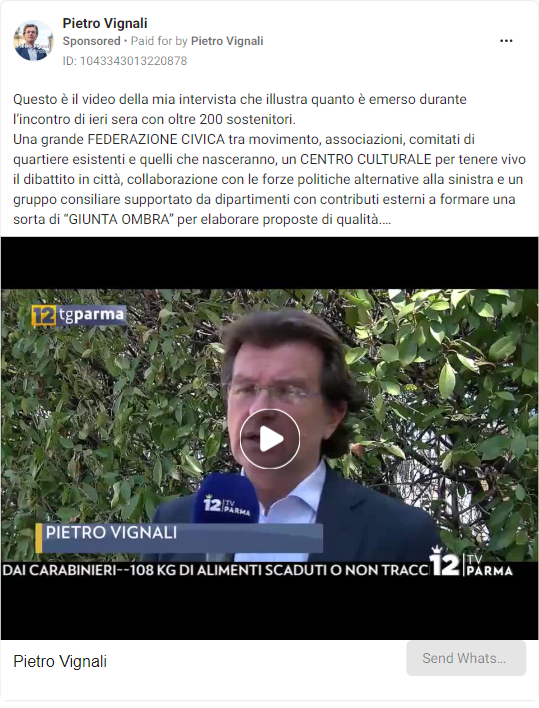 Pietro Vignali
Sponsored • Paid for by Pietro Vignali
ID: 1043343013220878
Questo è il video della mia intervista che illustra quanto è emerso durante
l'incontro di ieri sera con oltre 200 sostenitori.
Una grande FEDERAZIONE CIVICA tra movimento, associazioni, comitati di
quartiere esistenti e quelli che nasceranno, un CENTRO CULTURALE per tenere vivo
il dibattito in città, collaborazione con le forze politiche alternative alla sinistra e un
gruppo consiliare supportato da dipartimenti con contributi esterni a formare una
sorta di “GIUNTA OMBRA” per elaborare proposte di qualità....
12 tgparma
12 TV PARMA
PIETRO VIGNALI
DAI CARABINIERI--108 KG DI ALIMENTI SCADUTI O NON TRACC
12 TV PARMA
Pietro Vignali
Send Whats...